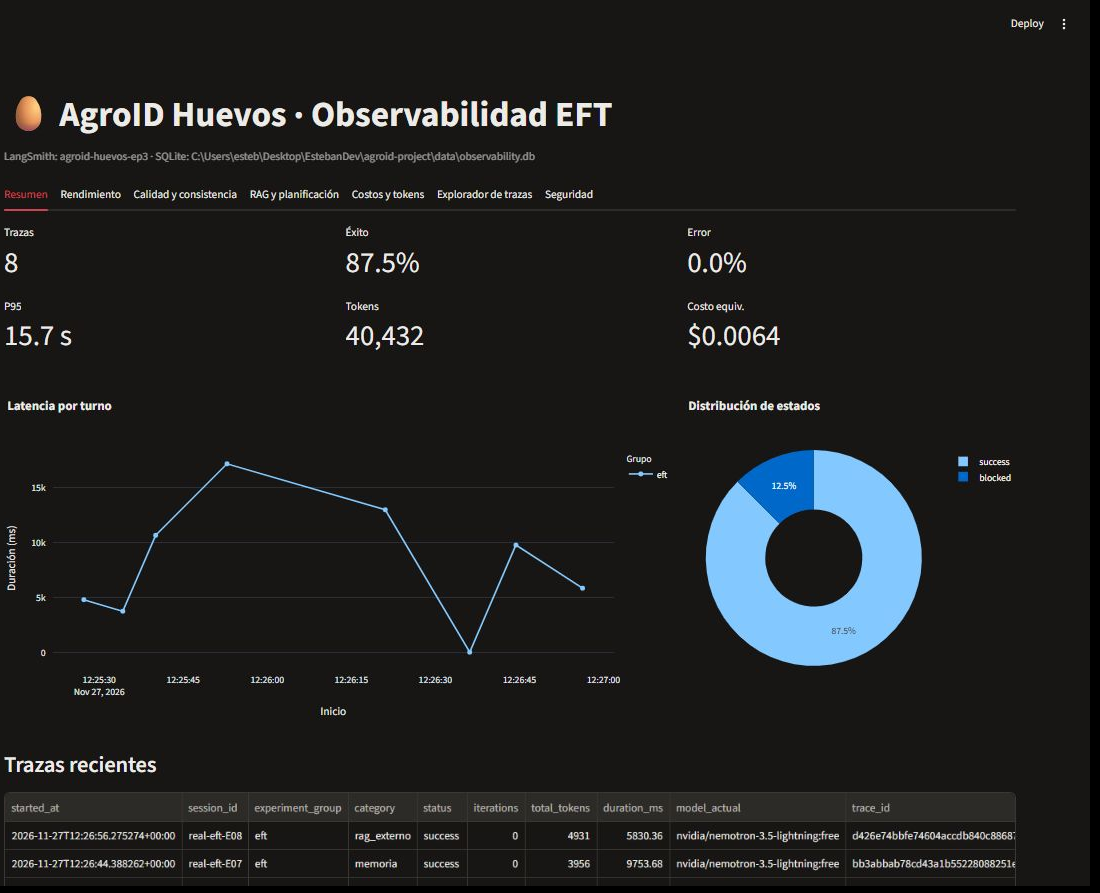 Deploy
AgroID Huevos · Observabilidad EFT
LangSmith: agroid-huevos-ep3 · SQLite: C:\Users\esteb\Desktop\EstebanDev\agroid-project\data\observability.db
Resumen Rendimiento Calidad y consistencia RAG y planificación Costos y tokens Explorador de trazas Seguridad
Trazas Éxito Error
8 87.5% 0.0%
P95 Tokens Costo equiv.
15.7 s 40,432 $0.0064
Latencia por turno
Grupo
eft
15k
10k
5k
0
Duración (ms)
12:25:30 12:25:45 12:26:00 12:26:15 12:26:30 12:26:45 12:27:00
Nov 27, 2026
Inicio
Distribución de estados
success
blocked
12.5%
87.5%
Trazas recientes
started_at session_id experiment_group category status iterations total_tokens duration_ms model_actual trace_id
2026-11-27T12:26:56.275274+00:00 real-eft-E08 eft rag_externo success 0 4931 5830.36 nvidia/nemotron-3.5-lightning:free d426e74bbfe74604accdb840c88687
2026-11-27T12:26:44.388262+00:00 real-eft-E07 eft memoria success 0 3956 9753.68 nvidia/nemotron-3.5-lightning:free bb3abbab78cd43a1b55228088251e